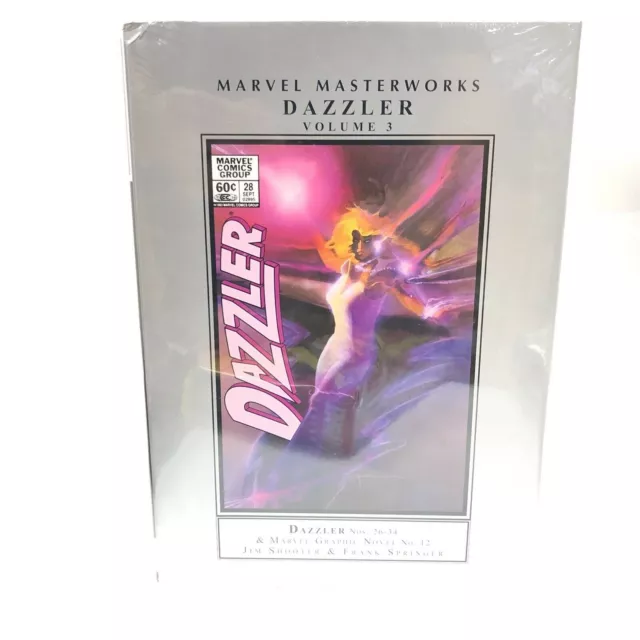 MARVEL MASTERWORKS
DAZZLER
VOLUME 3
MARVEL®
COMICS
GROUP
60¢
28
SEPT
02905
DAZZLER
DAZZLER NOS. 26-34
& MARVEL GRAPHIC NOVEL NO. 12
JIM SHOOTER & FRANK SPRINGER